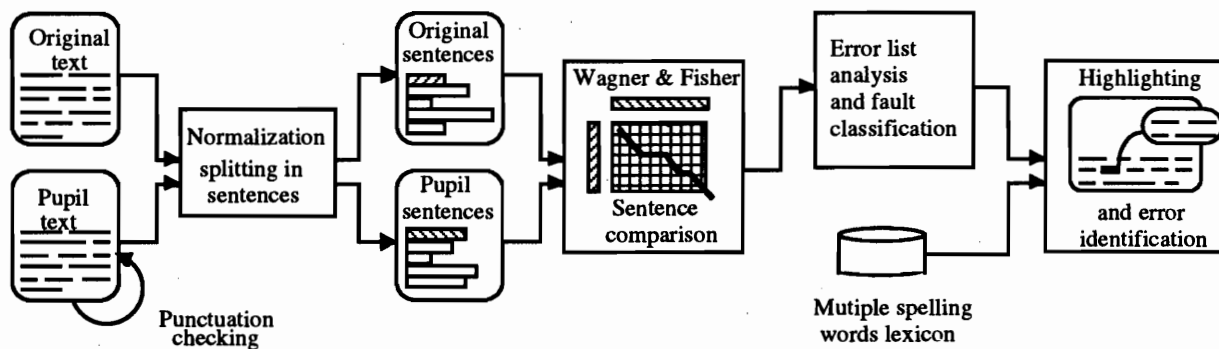 Original
text
Pupil
text
Punctuation
checking
Normalization
splitting in
sentences
Original
sentences
Pupil
sentences
Wagner & Fisher
Sentence
comparison
Error list
analysis
and fault
classification
Mutiple spelling
words lexicon
Highlighting
and error
identification